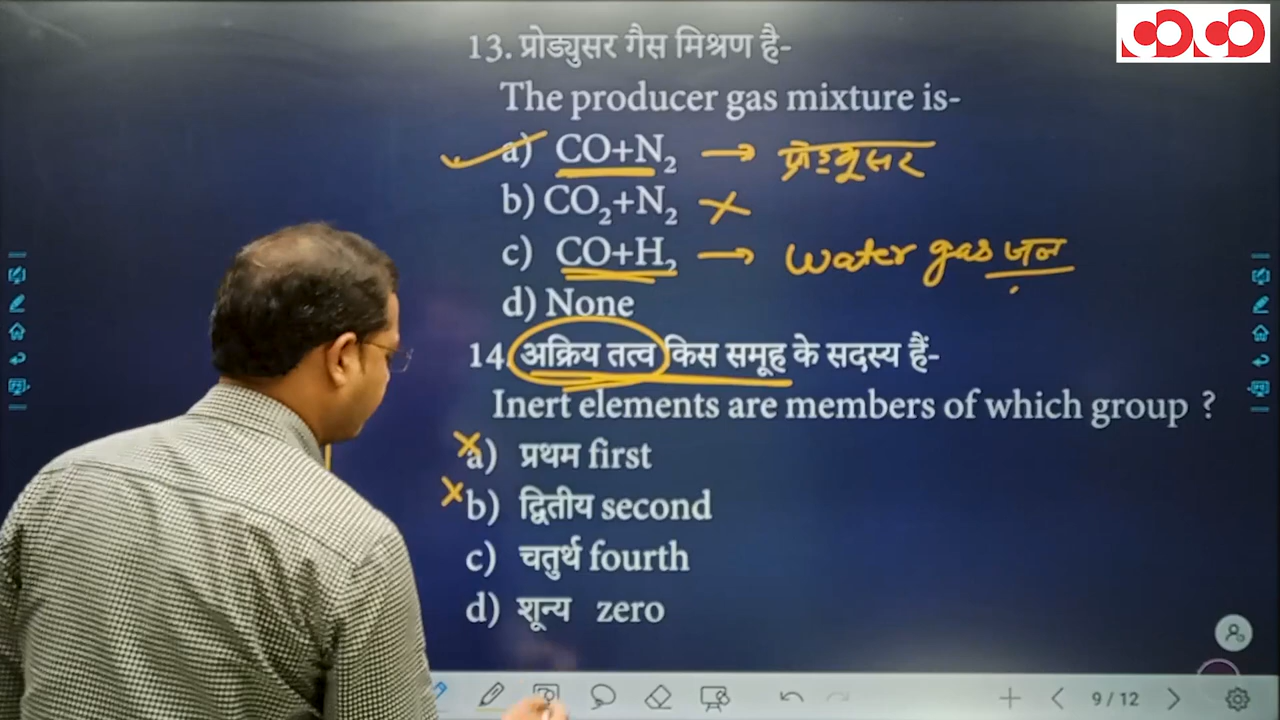 13. प्रोड्युसर गैस मिश्रण है-
The producer gas mixture is-
a) CO+N₂ → प्रोड्यूसर
b) CO₂+N₂ ×
c) CO+H₂ → water gas जल
d) None
14. अक्रिय तत्व किस समूह के सदस्य हैं-
Inert elements are members of which group ?
a) प्रथम first
b) द्वितीय second
c) चतुर्थ fourth
d) शून्य zero
9/12